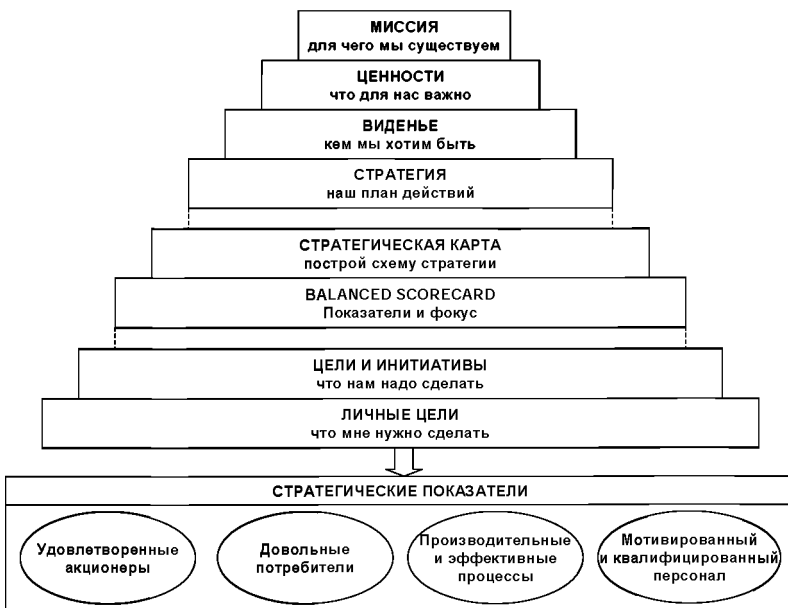 МИССИЯ
для чего мы существуем
ЦЕННОСТИ
что для нас важно
ВИДЕНЬЕ
кем мы хотим быть
СТРАТЕГИЯ
наш план действий
СТРАТЕГИЧЕСКАЯ КАРТА
построй схему стратегии
BALANCED SCORECARD
Показатели и фокус
ЦЕЛИ И ИНИТИАТИВЫ
что нам надо сделать
ЛИЧНЫЕ ЦЕЛИ
что мне нужно сделать
СТРАТЕГИЧЕСКИЕ ПОКАЗАТЕЛИ
Удовлетворенные
акционеры
Довольные
потребители
Производительные
и эффективные
процессы
Мотивированный
и квалифицированный
персонал